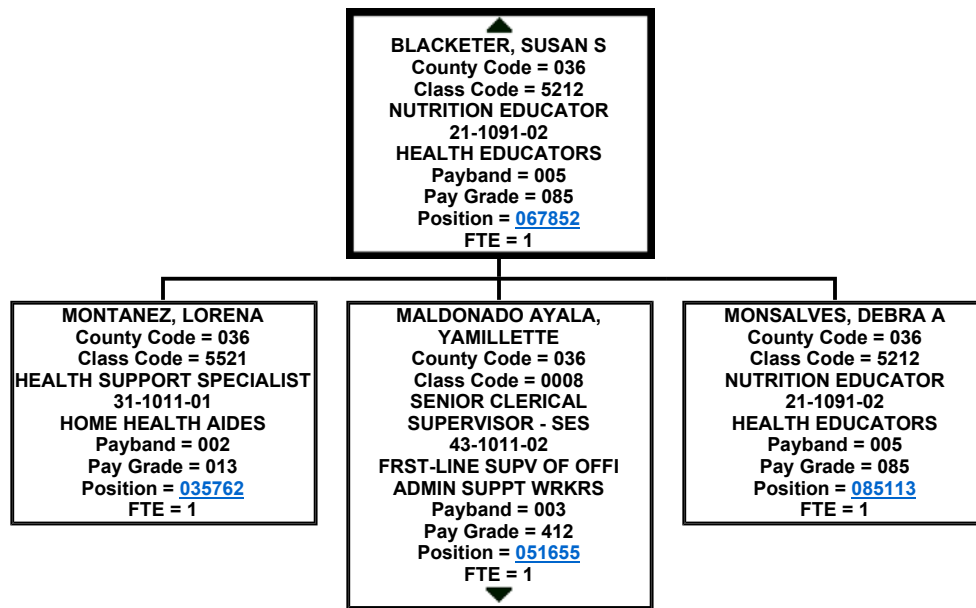 BLACKETER, SUSAN S
County Code = 036
Class Code = 5212
NUTRITION EDUCATOR
21-1091-02
HEALTH EDUCATORS
Payband = 005
Pay Grade = 085
Position = 067852
FTE = 1
MONTANEZ, LORENA
County Code = 036
Class Code = 5521
HEALTH SUPPORT SPECIALIST
31-1011-01
HOME HEALTH AIDES
Payband = 002
Pay Grade = 013
Position = 035762
FTE = 1
MALDONADO AYALA,
YAMILLETTE
County Code = 036
Class Code = 0008
SENIOR CLERICAL
SUPERVISOR - SES
43-1011-02
FRST-LINE SUPV OF OFFI
ADMIN SUPPT WRKRS
Payband = 003
Pay Grade = 412
Position = 051655
FTE = 1
MONSALVES, DEBRA A
County Code = 036
Class Code = 5212
NUTRITION EDUCATOR
21-1091-02
HEALTH EDUCATORS
Payband = 005
Pay Grade = 085
Position = 085113
FTE = 1